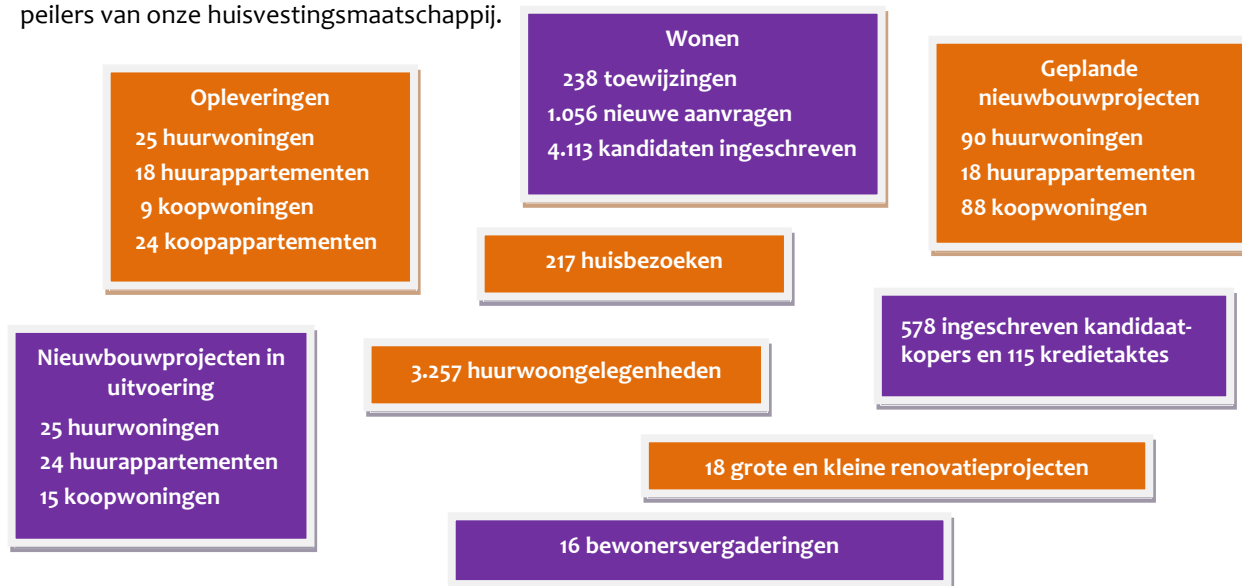 peilers van onze huisvestingsmaatschappij.
Wonen
238 toewijzingen
1.056 nieuwe aanvragen
4.113 kandidaten ingeschreven
Opleveringen
25 huurwoningen
18 huurappartementen
9 koopwoningen
24 koopappartementen
Geplande
nieuwbouwprojecten
90 huurwoningen
18 huurappartementen
88 koopwoningen
217 huisbezoeken
578 ingeschreven kandidaat-
kopers en 115 kredietaktes
Nieuwbouwprojecten in
uitvoering
25 huurwoningen
24 huurappartementen
15 koopwoningen
3.257 huurwoongelegenheden
18 grote en kleine renovatieprojecten
16 bewonersvergaderingen